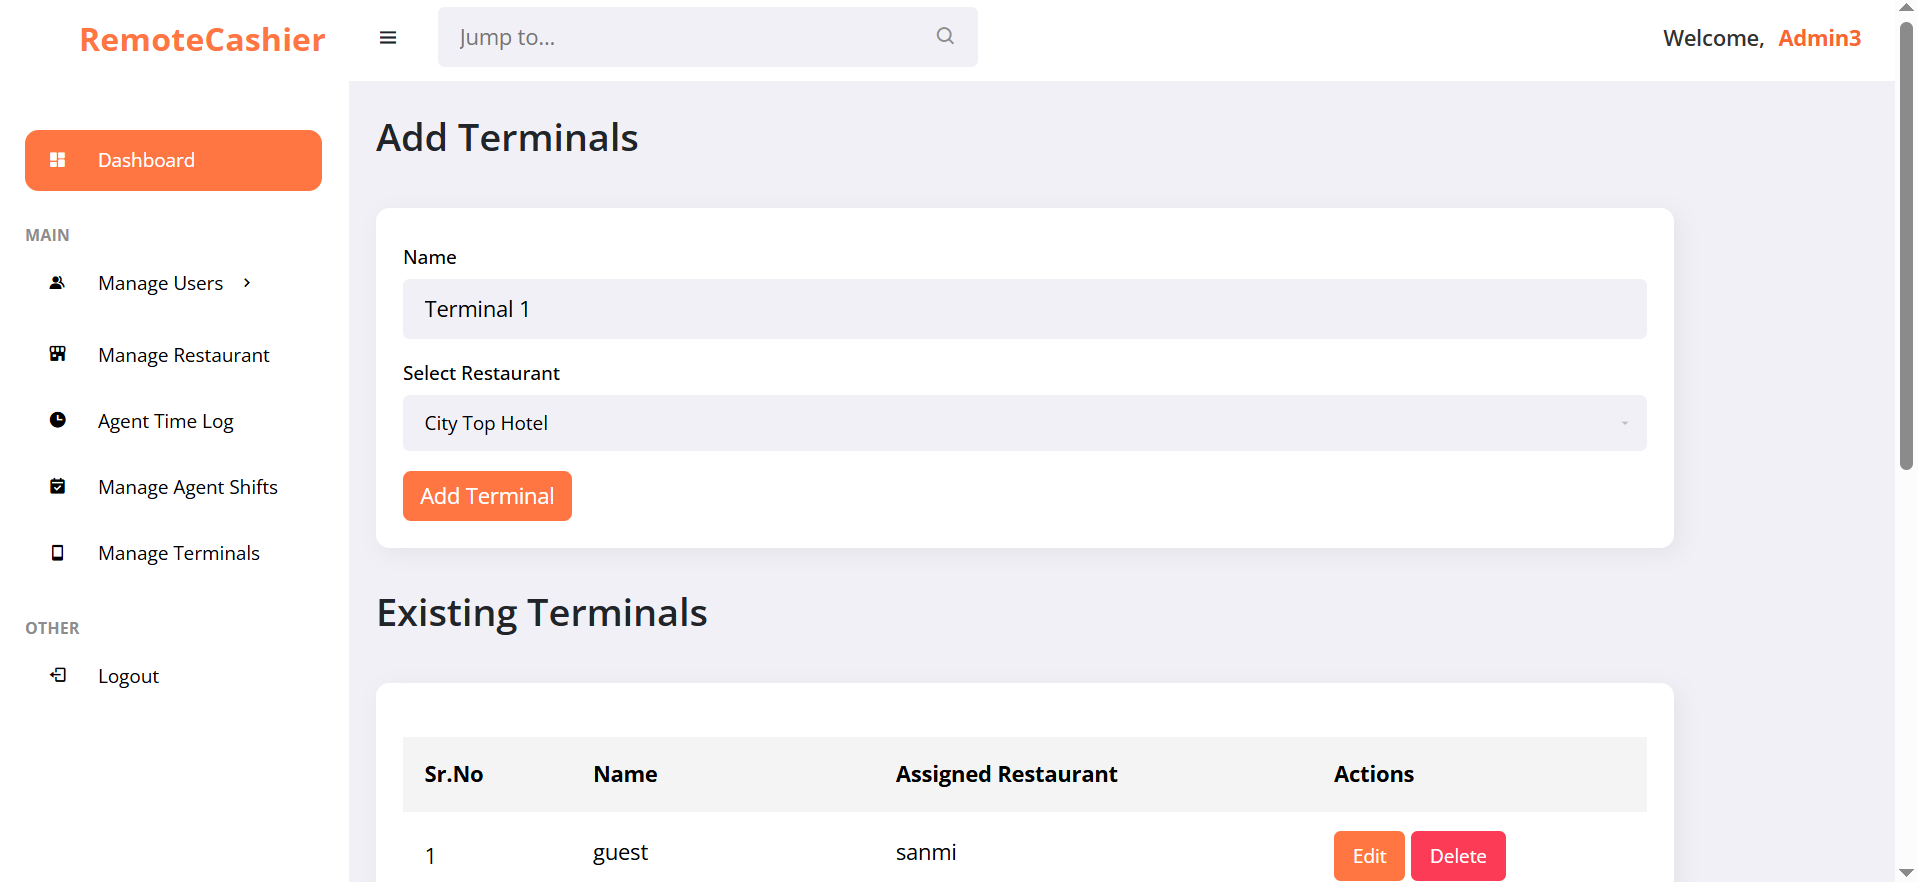 RemoteCashier
Jump to...
Welcome, Admin3
Dashboard
MAIN
Manage Users
Manage Restaurant
Agent Time Log
Manage Agent Shifts
Manage Terminals
OTHER
Logout
Add Terminals
Name
Terminal 1
Select Restaurant
City Top Hotel
Add Terminal
Existing Terminals
Sr.No Name Assigned Restaurant Actions
1 guest sanmi Edit Delete